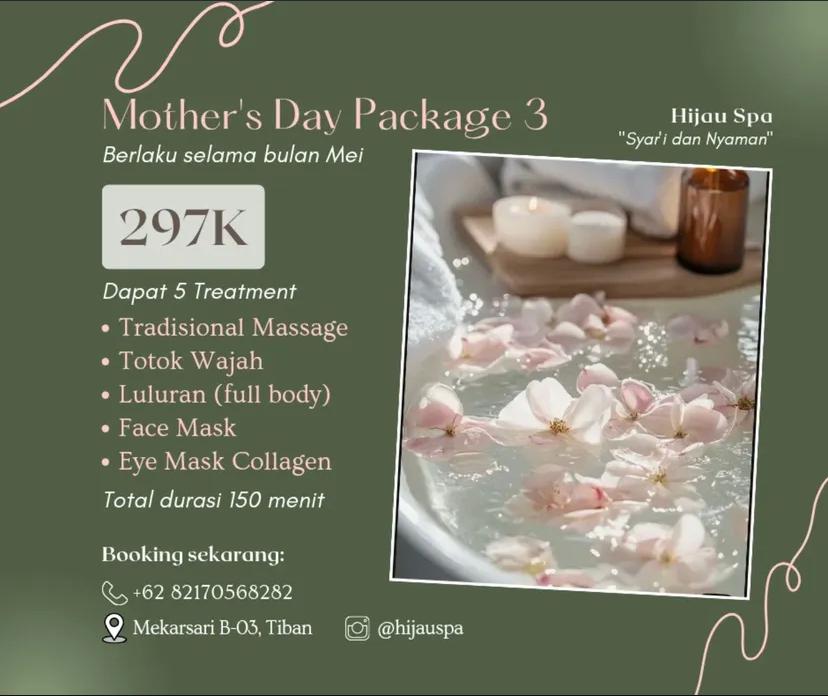 Mother's Day Package 3
Berlaku selama bulan Mei
Hijau Spa
"Syar'i dan Nyaman"
297K
Dapat 5 Treatment
• Tradisional Massage
• Totok Wajah
• Luluran (full body)
• Face Mask
• Eye Mask Collagen
Total durasi 150 menit
Booking sekarang:
+62 82170568282
Mekarsari B-03, Tiban
@hijauspa